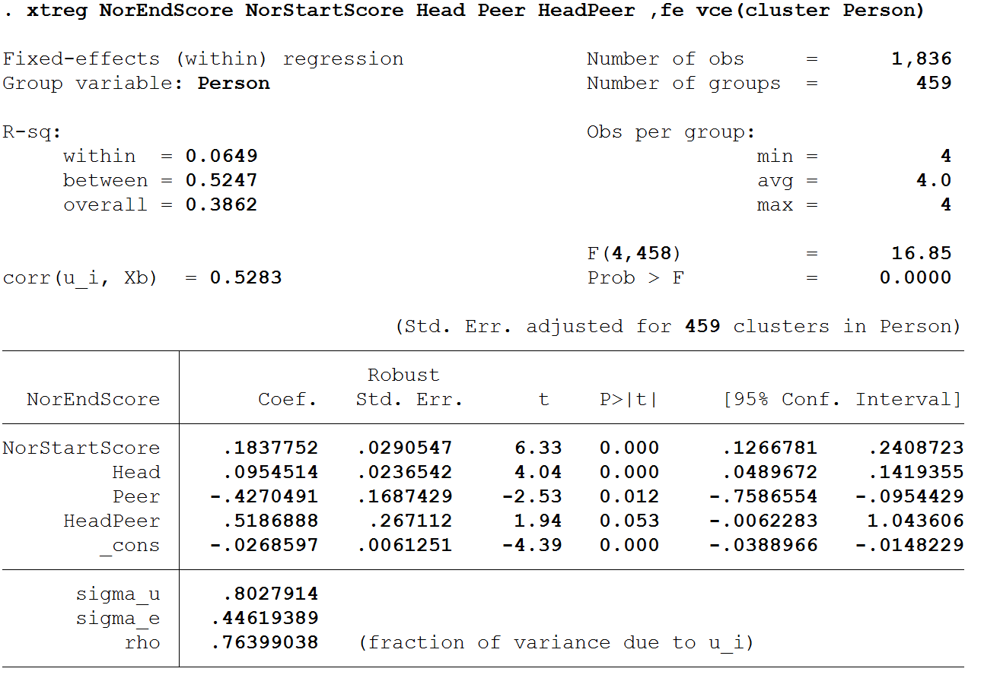 . xtreg NorEndScore NorStartScore Head Peer HeadPeer ,fe vce(cluster Person)
Fixed-effects (within) regression Number of obs = 1,836
Group variable: Person Number of groups = 459
R-sq: Obs per group:
within = 0.0649 min = 4
between = 0.5247 avg = 4.0
overall = 0.3862 max = 4
F(4,458) = 16.85
corr(u_i, Xb) = 0.5283 Prob > F = 0.0000
(Std. Err. adjusted for 459 clusters in Person)
Robust
NorEndScore Coef. Std. Err. t P>|t| [95% Conf. Interval]
NorStartScore .1837752 .0290547 6.33 0.000 .1266781 .2408723
Head .0954514 .0236542 4.04 0.000 .0489672 .1419355
Peer -.4270491 .1687429 -2.53 0.012 -.7586554 -.0954429
HeadPeer .5186888 .267112 1.94 0.053 -.0062283 1.043606
_cons -.0268597 .0061251 -4.39 0.000 -.0388966 -.0148229
sigma_u .8027914
sigma_e .44619389
rho .76399038 (fraction of variance due to u_i)